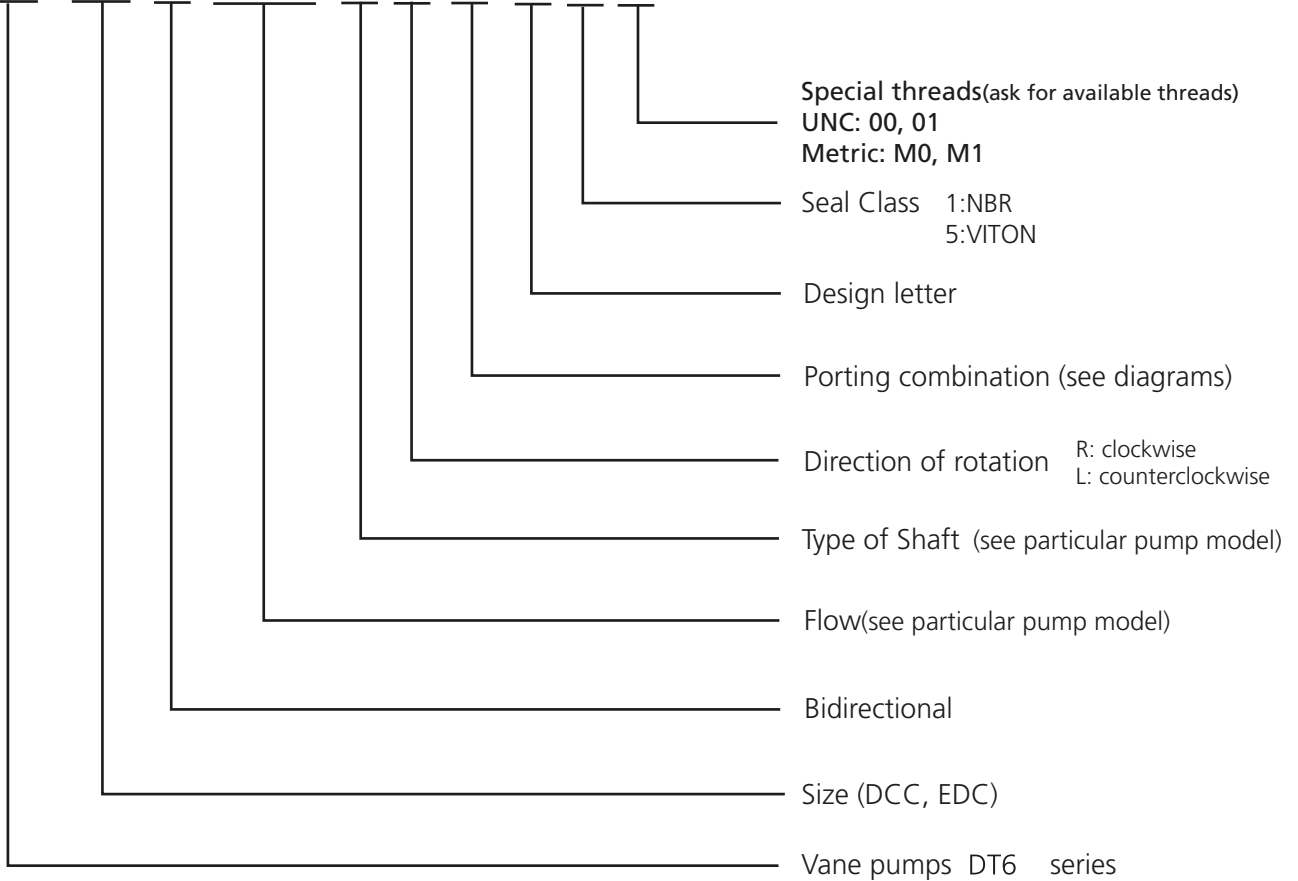 Special threads(ask for available threads)
UNC: 00, 01
Metric: M0, M1
Seal Class 1:NBR
5:VITON
Design letter
Porting combination (see diagrams)
Direction of rotation R: clockwise
L: counterclockwise
Type of Shaft (see particular pump model)
Flow(see particular pump model)
Bidirectional
Size (DCC, EDC)
Vane pumps DT6 series